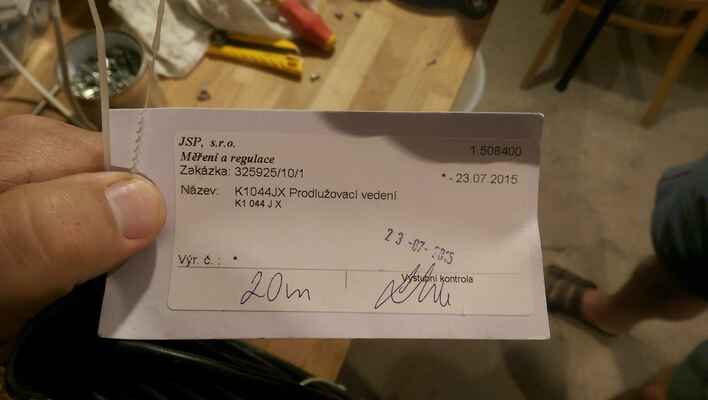 JSP, s.r.o.
Měření a regulace
1.508400
Zakázka: 325925/10/1
* - 23.07.2015
Název: K1044JX Prodlužovací vedení
K1 044 J X
23 -07- 2015
Výr. č. : *
Výstupní kontrola
20m